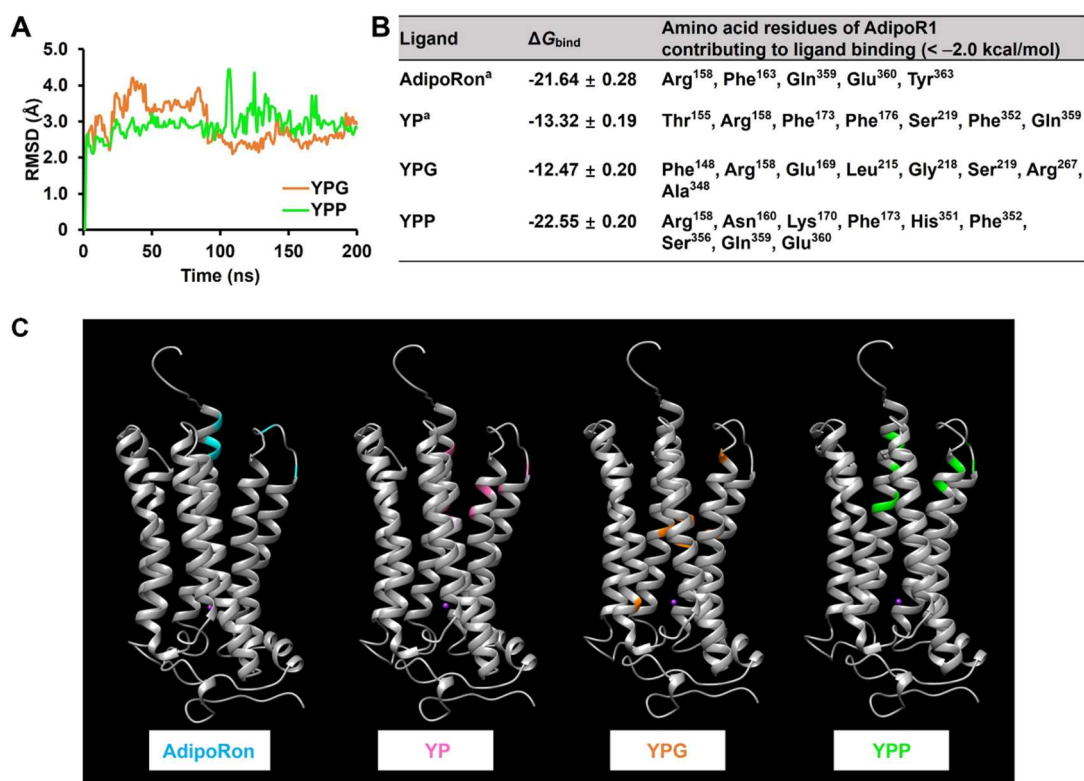 A
5.0
4.0
3.0
2.0
1.0
0.0
RMSD (Å)
YPG
YPP
0 50 100 150 200
Time (ns)
B
Ligand ΔGbind Amino acid residues of AdipoR1 contributing to ligand binding (< −2.0 kcal/mol)
AdipoRonᵃ -21.64 ± 0.28 Arg¹⁵⁸, Phe¹⁶³, Gln³⁵⁹, Glu³⁶⁰, Tyr³⁶³
YPᵃ -13.32 ± 0.19 Thr¹⁵⁵, Arg¹⁵⁸, Phe¹⁷³, Phe¹⁷⁶, Ser²¹⁹, Phe³⁵², Gln³⁵⁹
YPG -12.47 ± 0.20 Phe¹⁴⁸, Arg¹⁵⁸, Glu¹⁶⁹, Leu²¹⁵, Gly²¹⁸, Ser²¹⁹, Arg²⁶⁷,
Ala³⁴⁸
YPP -22.55 ± 0.20 Arg¹⁵⁸, Asn¹⁶⁰, Lys¹⁷⁰, Phe¹⁷³, His³⁵¹, Phe³⁵²,
Ser³⁵⁶, Gln³⁵⁹, Glu³⁶⁰
C
AdipoRon YP YPG YPP